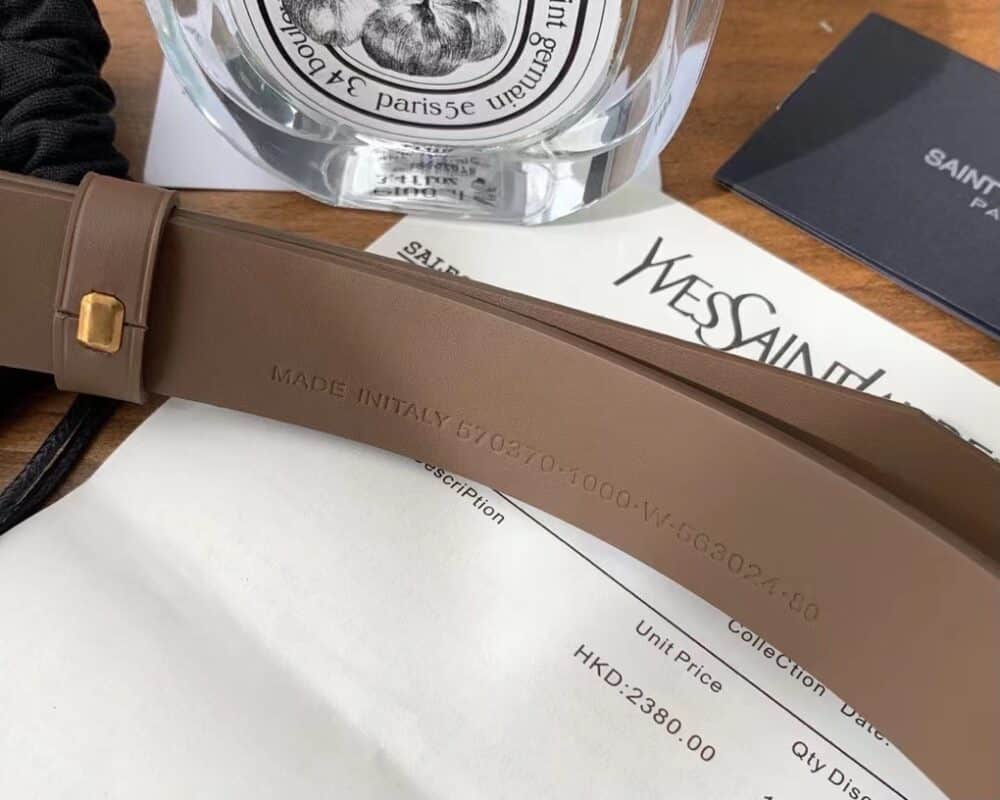 34 boulevard
paris5e
saint germain
SAINT
PA
SALE
YVES SAINT
MADE INITALY 570370·1000·W·563024·80
DescriPtion
ColleCtion
Date:
Unit Price
HKD:2380.00
Qty Disc